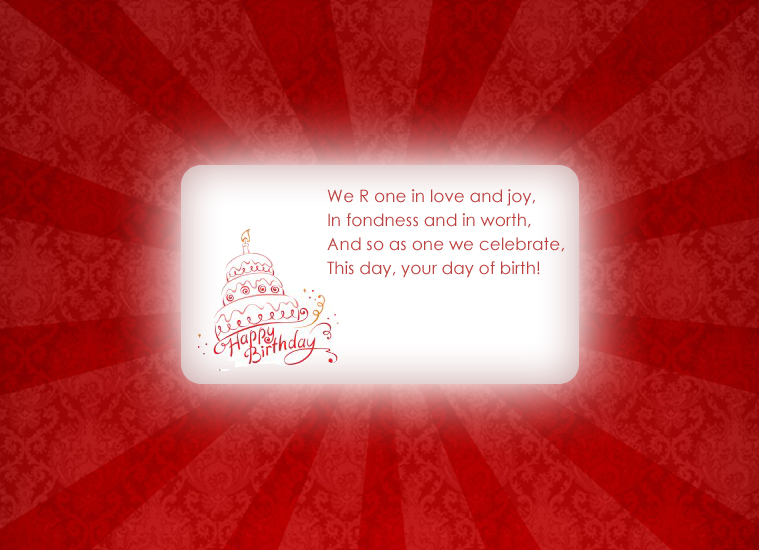 We R one in love and joy,
In fondness and in worth,
And so as one we celebrate,
This day, your day of birth!
Happy
Birthday